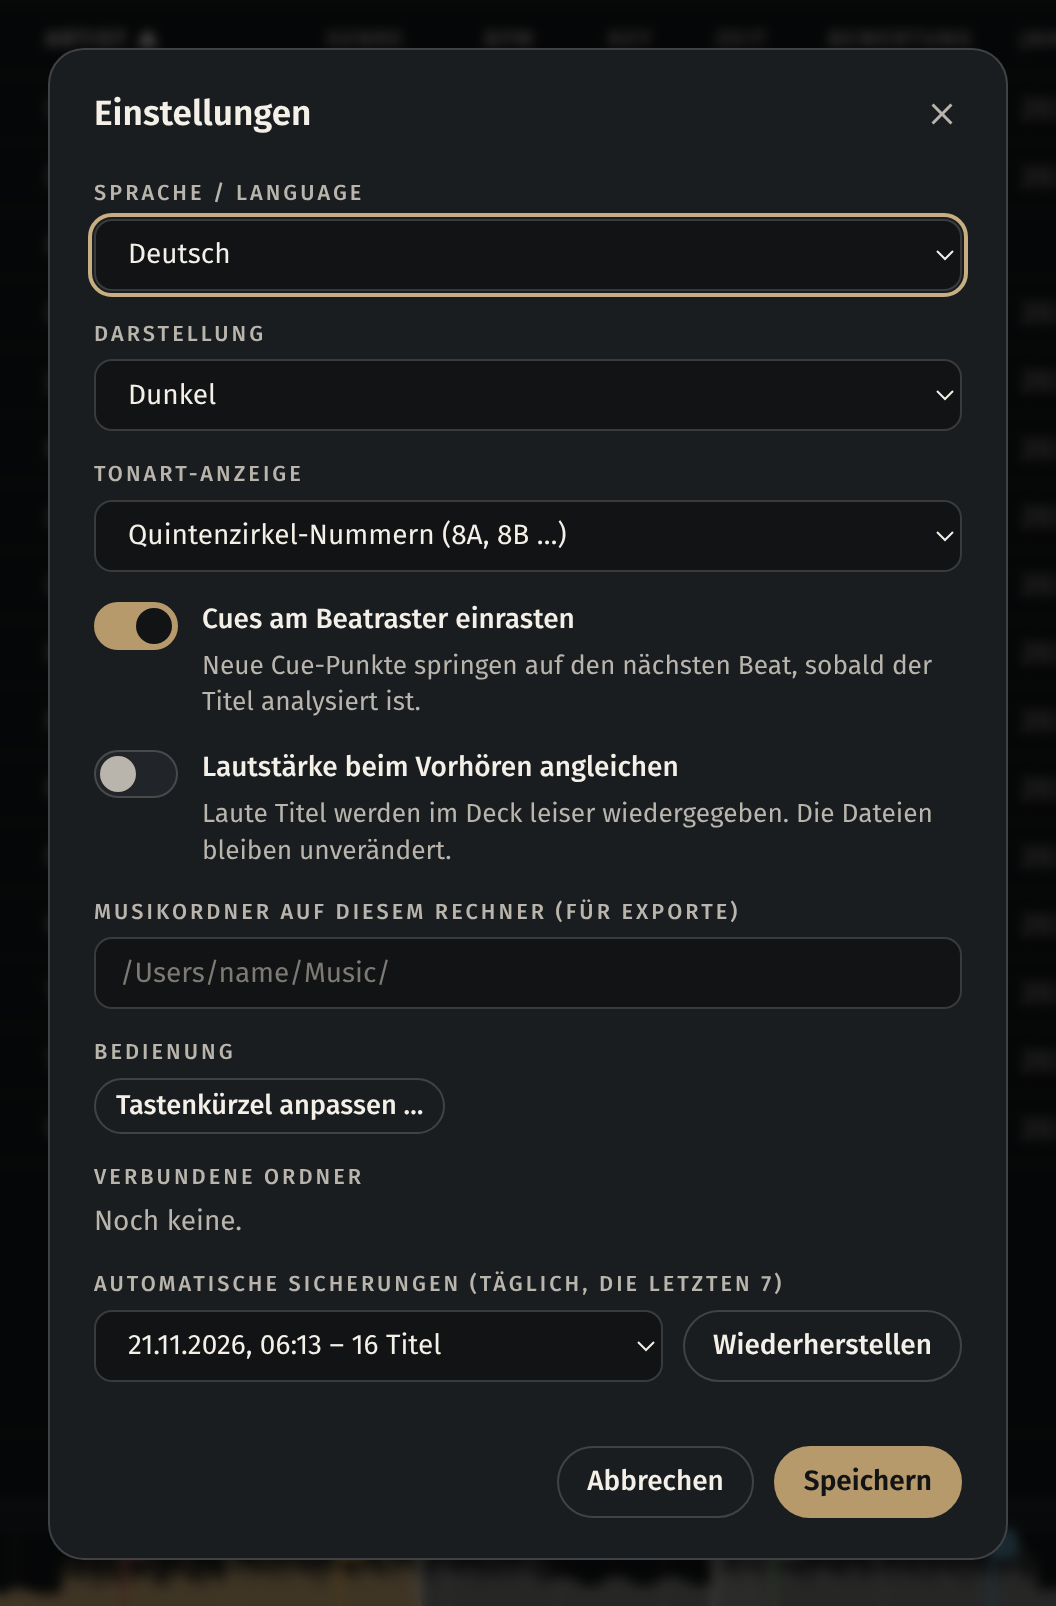 Einstellungen
SPRACHE / LANGUAGE
Deutsch
DARSTELLUNG
Dunkel
TONART-ANZEIGE
Quintenzirkel-Nummern (8A, 8B …)
Cues am Beatraster einrasten
Neue Cue-Punkte springen auf den nächsten Beat, sobald der
Titel analysiert ist.
Lautstärke beim Vorhören angleichen
Laute Titel werden im Deck leiser wiedergegeben. Die Dateien
bleiben unverändert.
MUSIKORDNER AUF DIESEM RECHNER (FÜR EXPORTE)
/Users/name/Music/
BEDIENUNG
Tastenkürzel anpassen …
VERBUNDENE ORDNER
Noch keine.
AUTOMATISCHE SICHERUNGEN (TÄGLICH, DIE LETZTEN 7)
21.11.2026, 06:13 – 16 Titel
Wiederherstellen
Abbrechen
Speichern